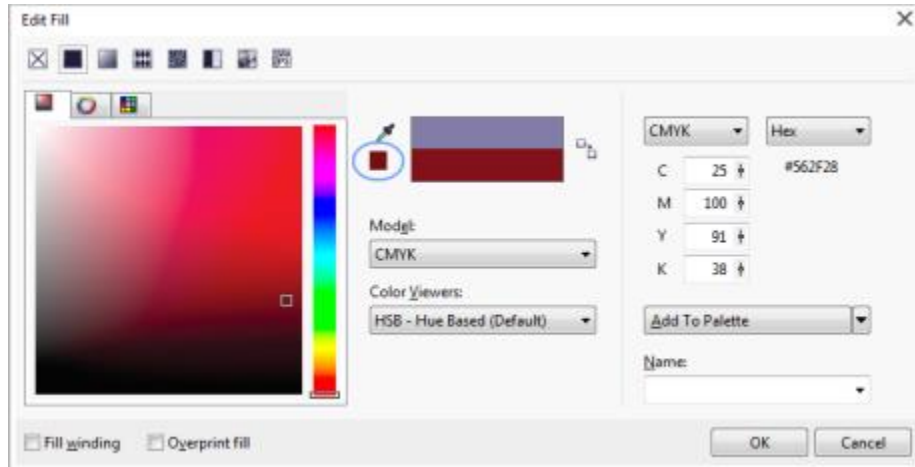 Edit Fill
CMYK Hex
C 25 #562F28
M 100
Y 91
K 38
Model:
CMYK
Color Viewers:
HSB - Hue Based (Default)
Add To Palette
Name:
Fill winding Overprint fill OK Cancel